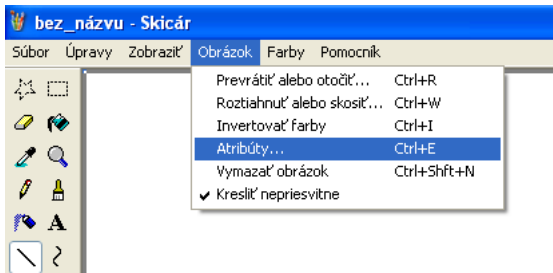 bez_názvu - Skicár
Súbor Úpravy Zobraziť Obrázok Farby Pomocník
Prevrátiť alebo otočiť... Ctrl+R
Roztiahnuť alebo skosiť... Ctrl+W
Invertovať farby Ctrl+I
Atribúty... Ctrl+E
Vymazať obrázok Ctrl+Shft+N
Kresliť nepriesvitne
A